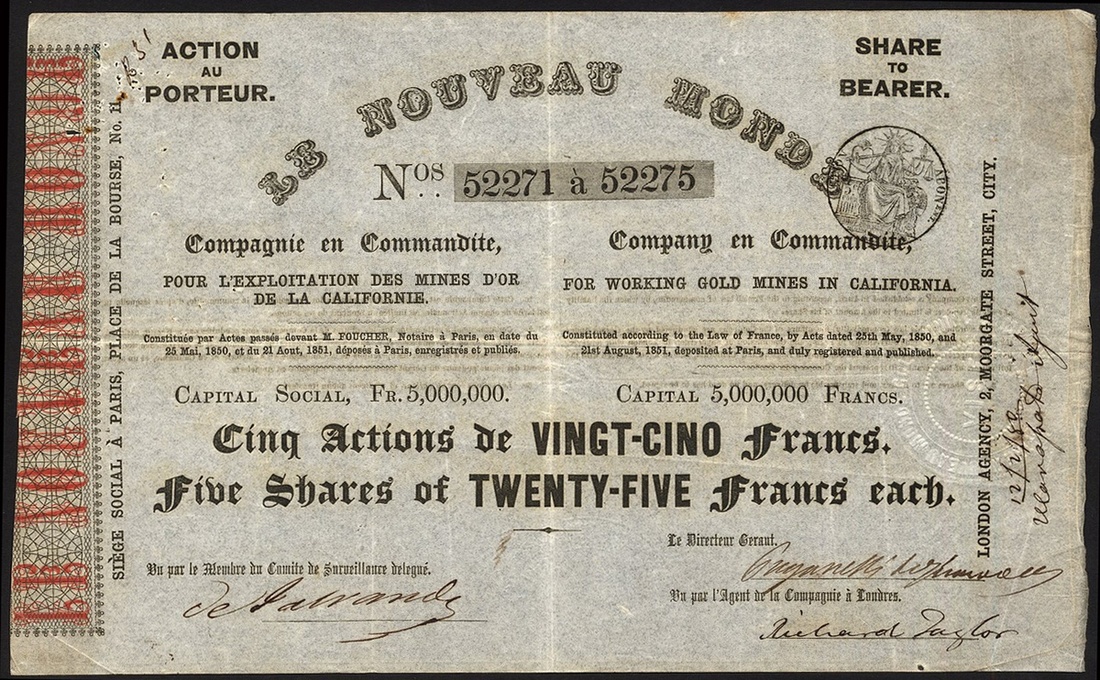 ACTION
AU
PORTEUR.
SHARE
TO
BEARER.
LE NOUVEAU MONDE
Nos. 52271 à 52275
Compagnie en Commandite,
POUR L'EXPLOITATION DES MINES D'OR
DE LA CALIFORNIE.
Constituée par Actes passés devant M. FOUCHER, Notaire à Paris, en date du
25 Mai, 1850, et du 21 Aout, 1851, déposés à Paris, enregistrés et publiés.
CAPITAL SOCIAL, FR. 5,000,000.
Company en Commandite,
FOR WORKING GOLD MINES IN CALIFORNIA.
Constituted according to the Law of France, by Acts dated 25th May, 1850, and
21st August, 1851, deposited at Paris, and duly registered and published.
CAPITAL 5,000,000 FRANCS.
Cinq Actions de VINGT-CINQ Francs.
Five Shares of TWENTY-FIVE Francs each.
Vu par le Membre du Comite de Surveillance delegué.
Le Directeur Gerant.
Vu par l'Agent de la Compagnie à Londres.
Richard Taylor
SIÈGE SOCIAL À PARIS, PLACE DE LA BOURSE, No.
LONDON AGENCY, 2, MOORGATE STREET, CITY.
LE NOUVEAU MONDE